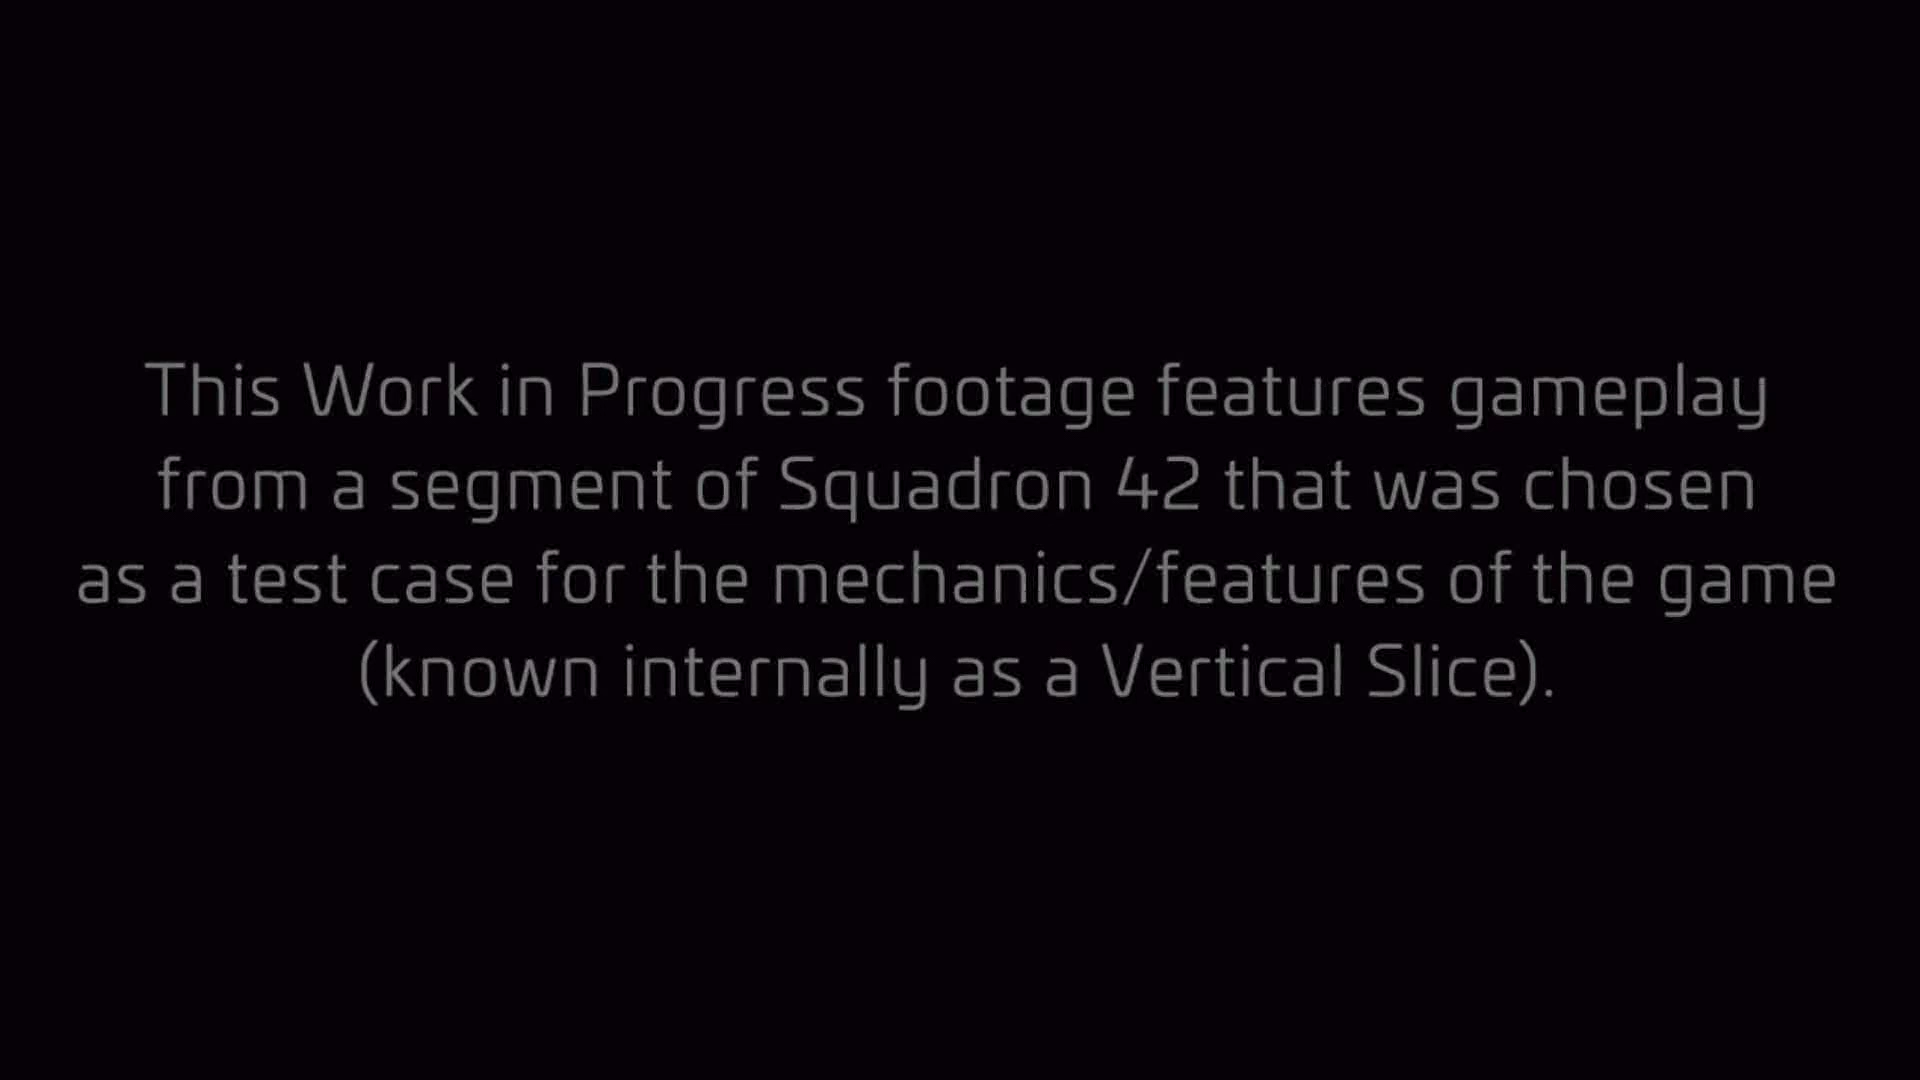 This Work in Progress footage features gameplay
from a segment of Squadron 42 that was chosen
as a test case for the mechanics/features of the game
(known internally as a Vertical Slice).